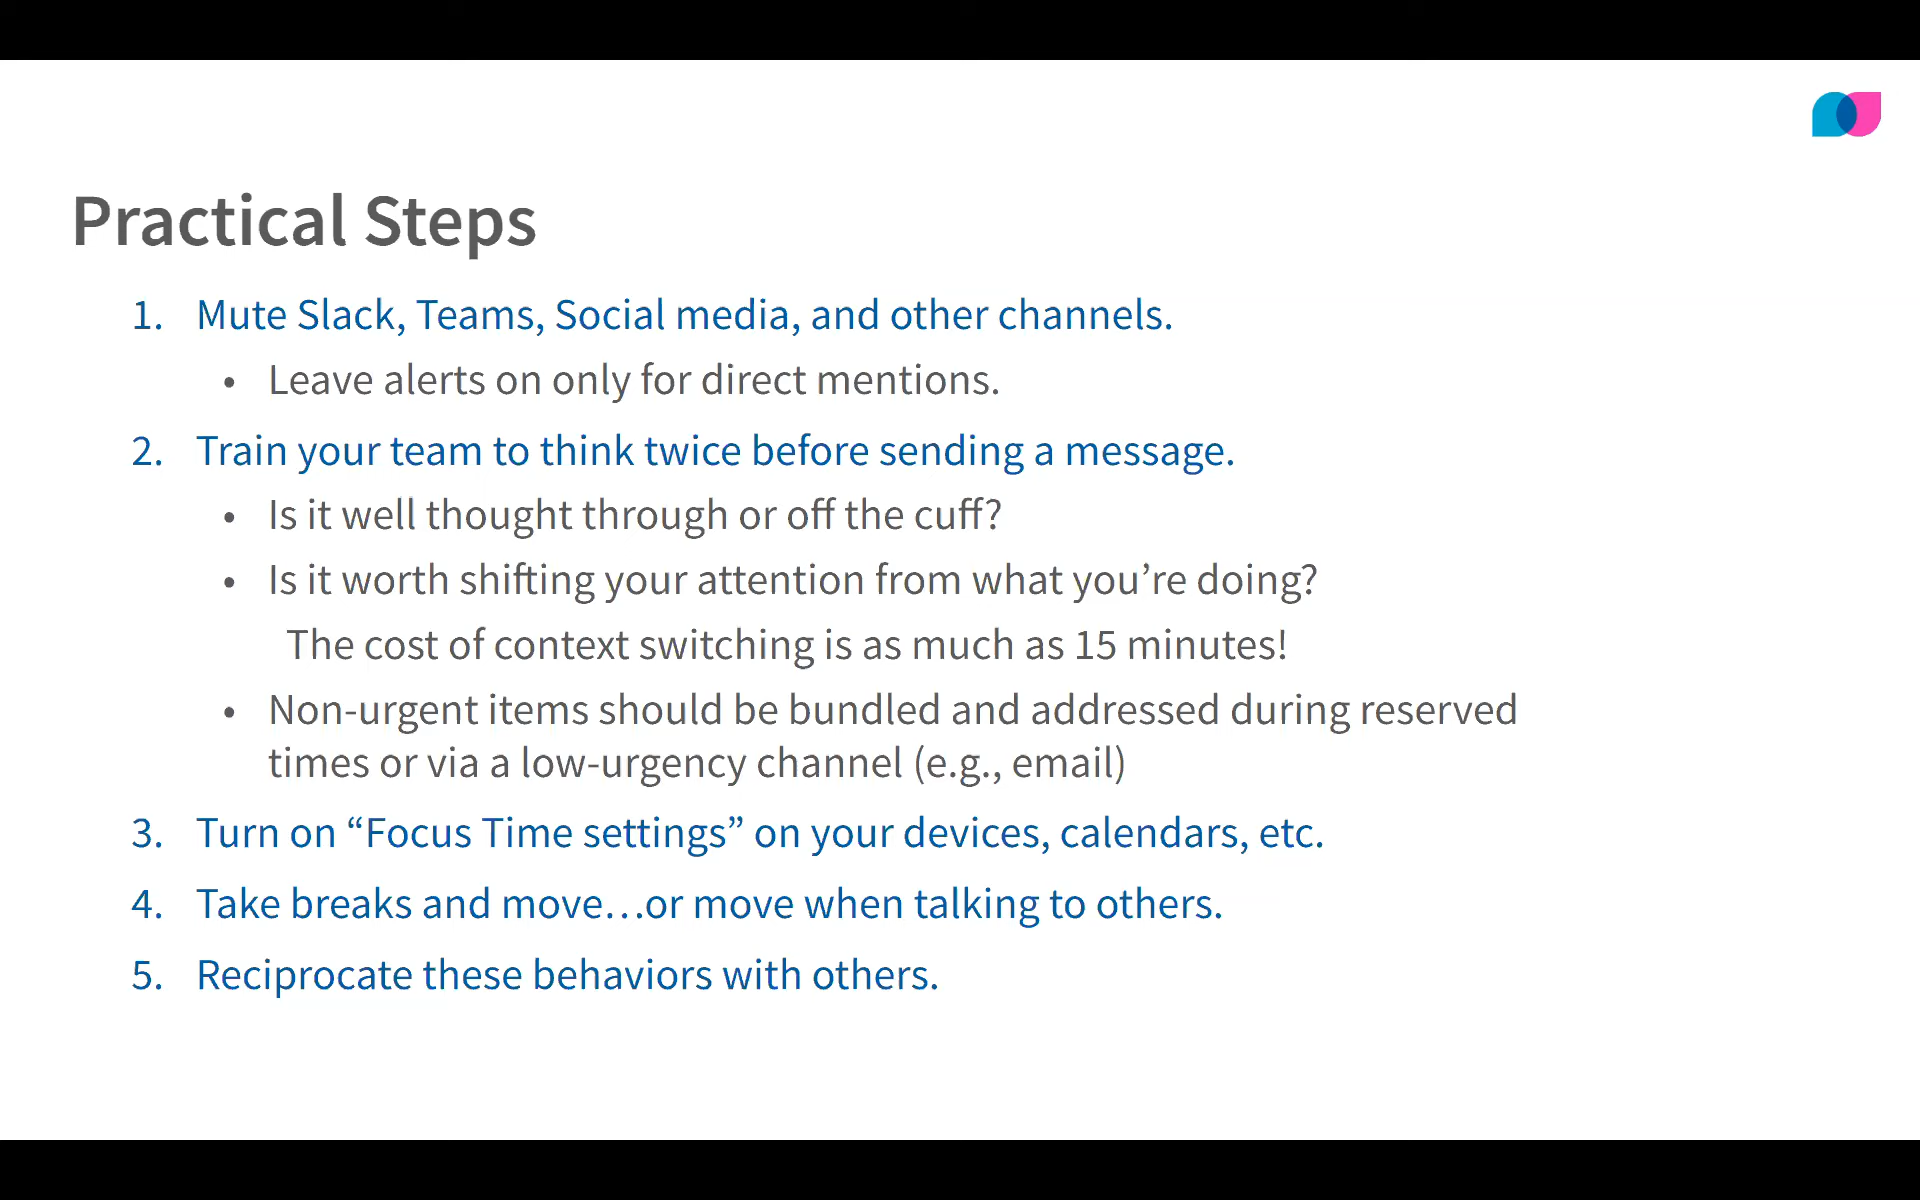 Practical Steps
1. Mute Slack, Teams, Social media, and other channels.
• Leave alerts on only for direct mentions.
2. Train your team to think twice before sending a message.
• Is it well thought through or off the cuff?
• Is it worth shifting your attention from what you’re doing?
The cost of context switching is as much as 15 minutes!
• Non-urgent items should be bundled and addressed during reserved
times or via a low-urgency channel (e.g., email)
3. Turn on “Focus Time settings” on your devices, calendars, etc.
4. Take breaks and move…or move when talking to others.
5. Reciprocate these behaviors with others.